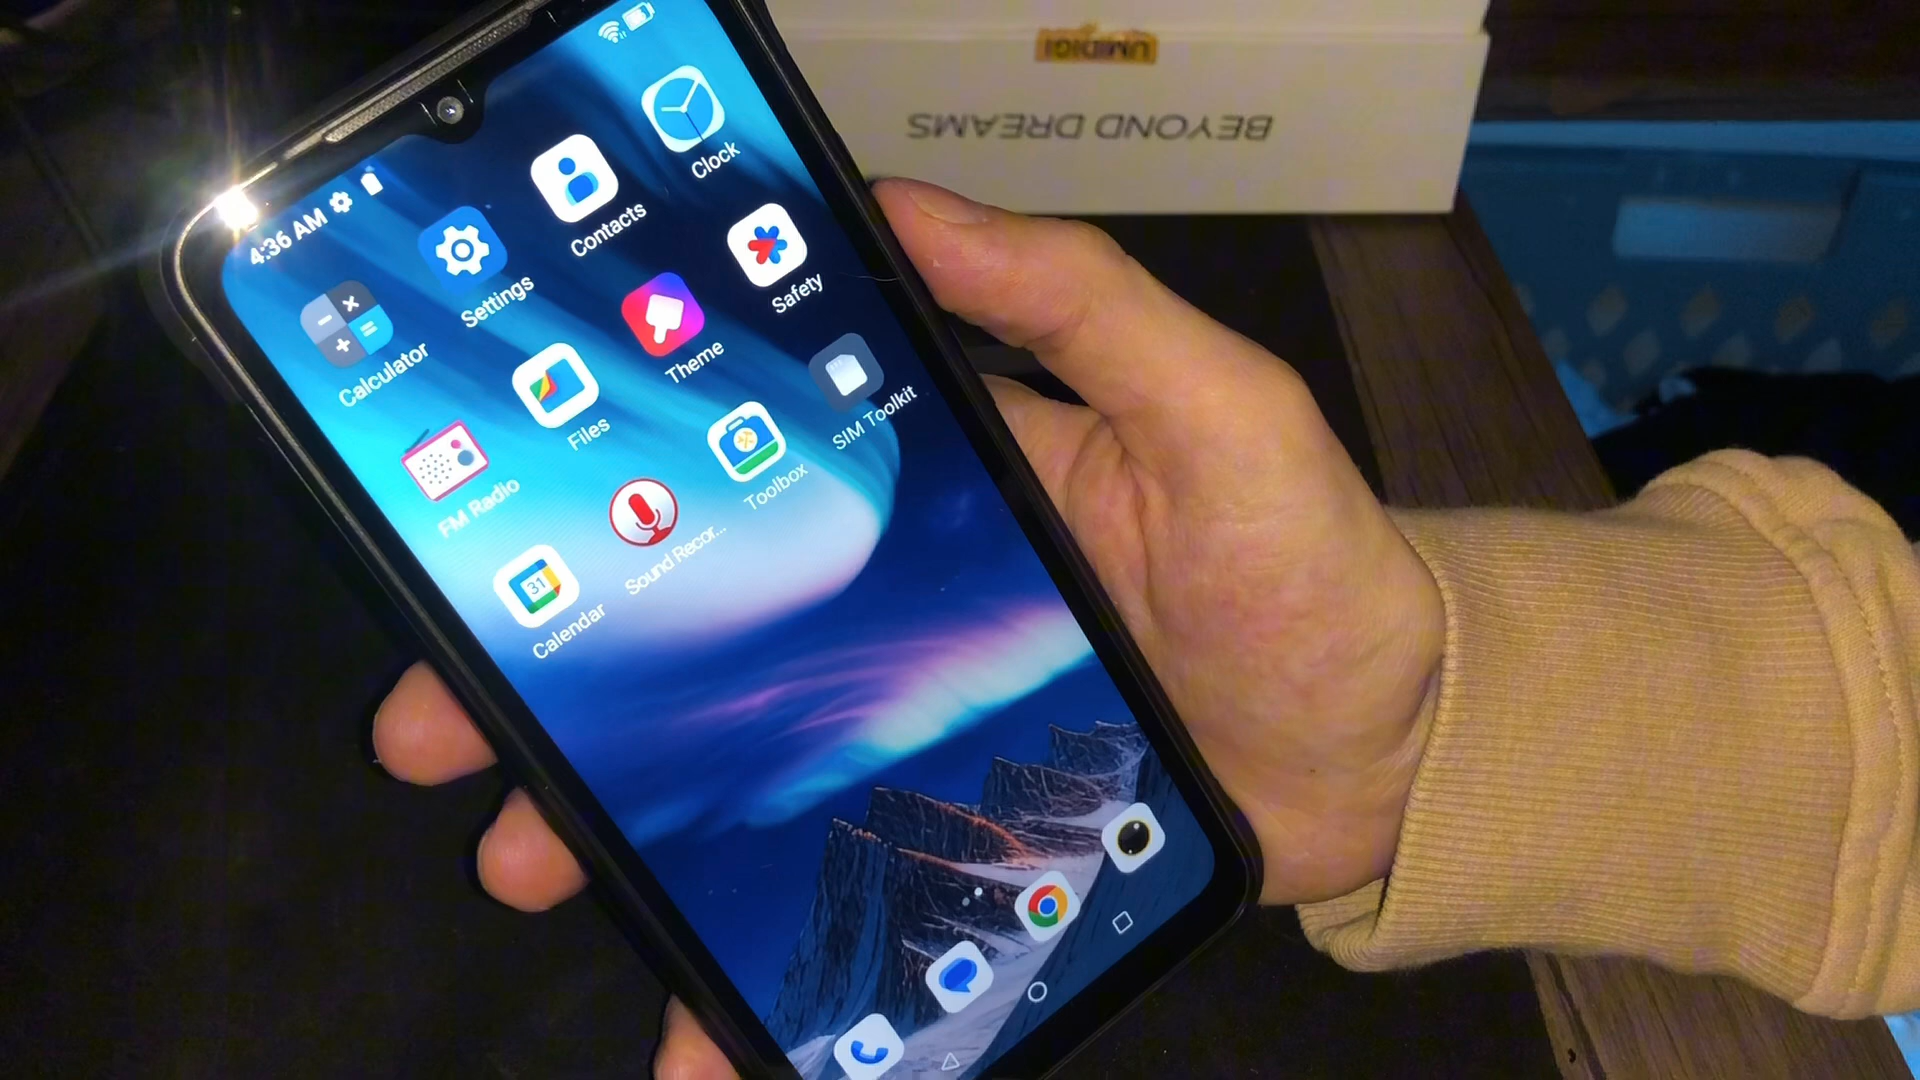 UMIDIGI
BEYOND DREAMS
4:36 AM
Calculator
Settings
Contacts
Clock
FM Radio
Files
Theme
Safety
Calendar
31
Sound Recor...
Toolbox
SIM Toolkit